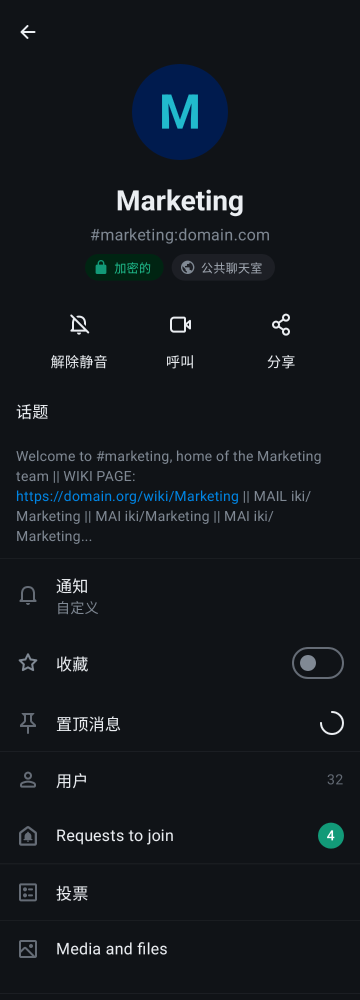 M
Marketing
#marketing:domain.com
加密的
公共聊天室
解除静音
呼叫
分享
话题
Welcome to #marketing, home of the Marketing
team || WIKI PAGE:
https://domain.org/wiki/Marketing || MAIL iki/
Marketing || MAI iki/Marketing || MAI iki/
Marketing...
通知
自定义
收藏
置顶消息
用户
32
Requests to join
4
投票
Media and files